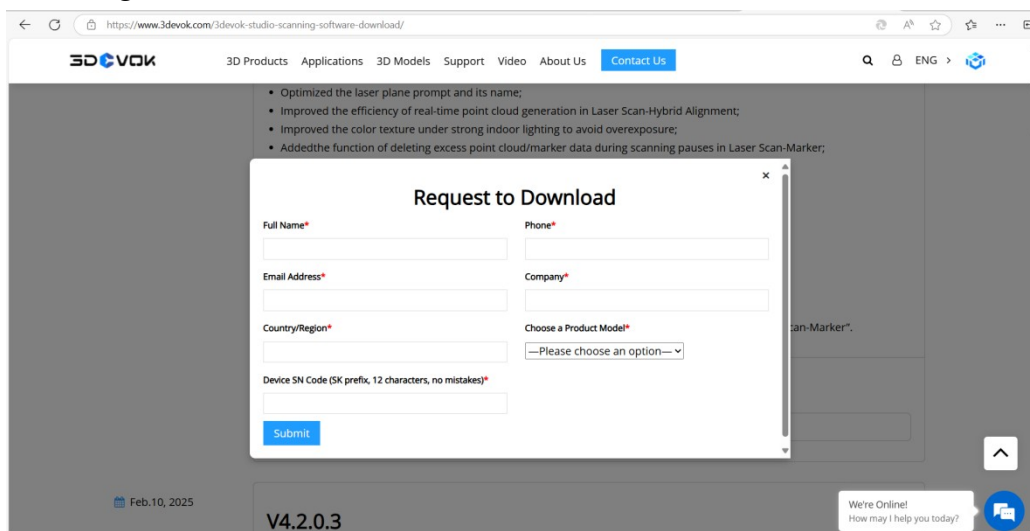 https://www.3devok.com/3devok-studio-scanning-software-download/
3DEVOK 3D Products Applications 3D Models Support Video About Us Contact Us ENG >
• Optimized the laser plane prompt and its name;
• Improved the efficiency of real-time point cloud generation in Laser Scan-Hybrid Alignment;
• Improved the color texture under strong indoor lighting to avoid overexposure;
• Addedthe function of deleting excess point cloud/marker data during scanning pauses in Laser Scan-Marker;
×
Request to Download
Full Name* Phone*
Email Address* Company*
Country/Region* Choose a Product Model*
can-Marker”.
—Please choose an option—
Device SN Code (SK prefix, 12 characters, no mistakes)*
Submit
Feb.10, 2025
V4.2.0.3
We're Online!
How may I help you today?